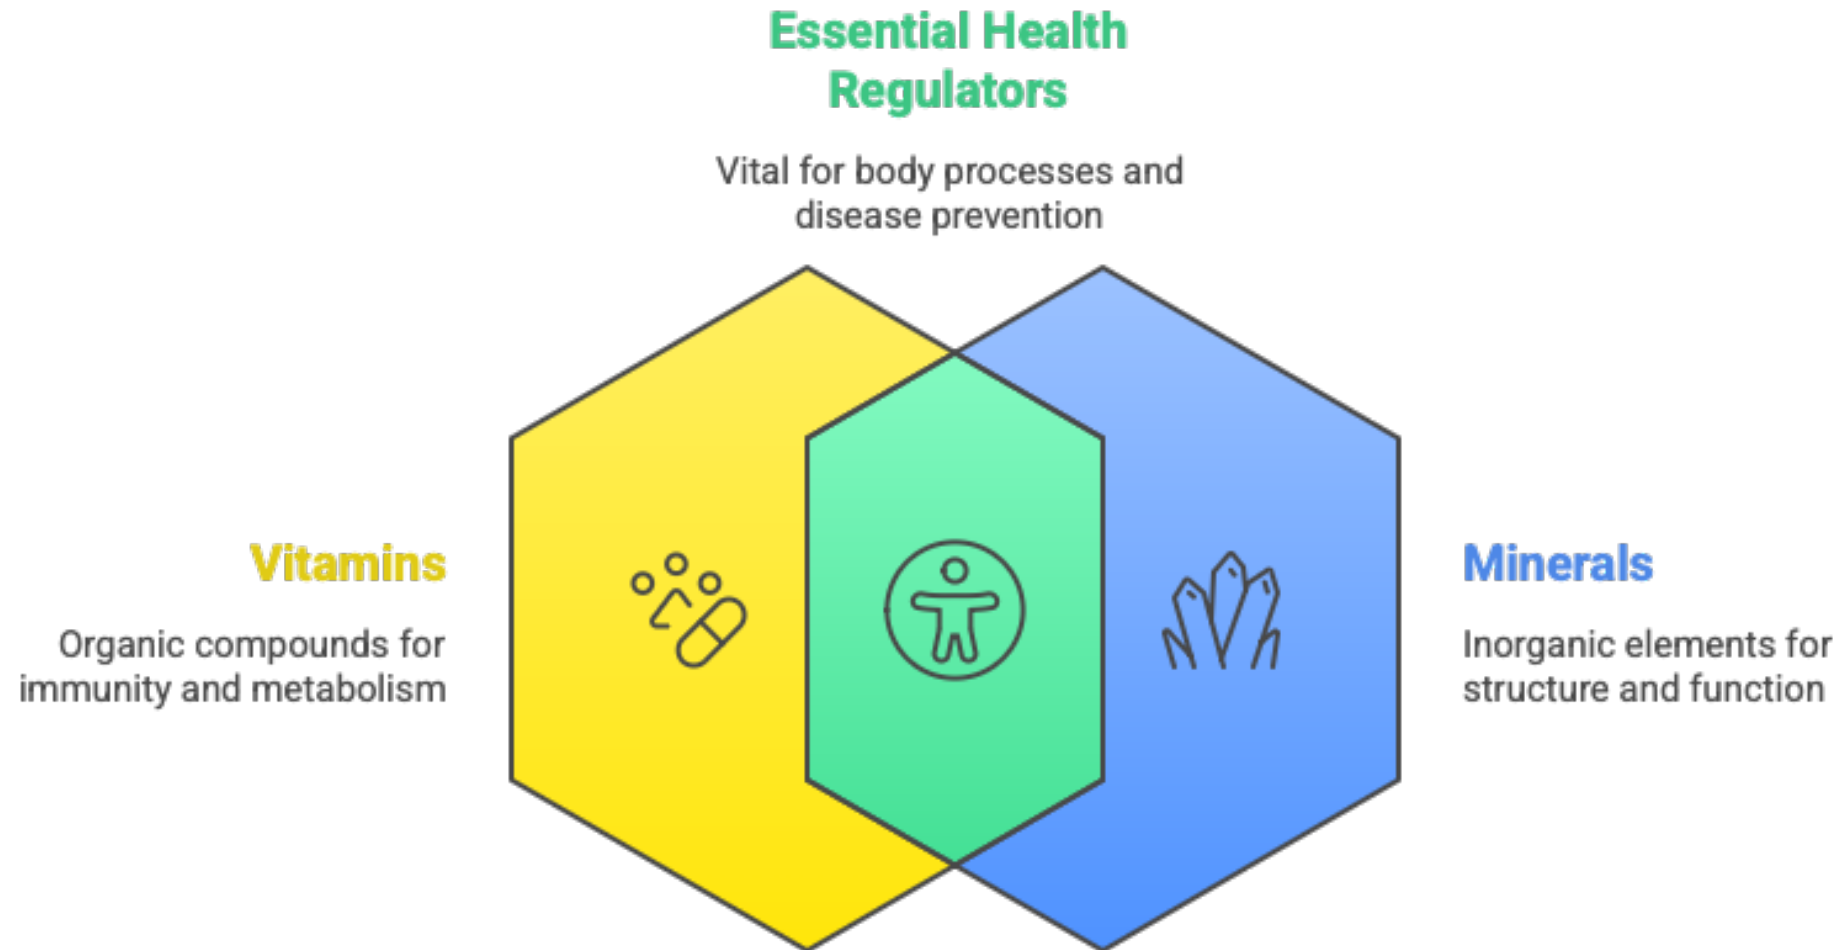 Essential Health
Regulators
Vital for body processes and
disease prevention
Vitamins
Organic compounds for
immunity and metabolism
Minerals
Inorganic elements for
structure and function